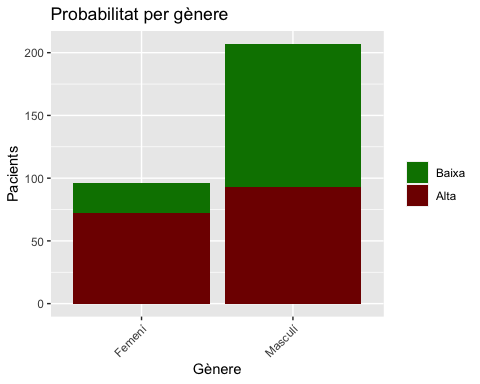 Probabilitat per gènere
Pacients
200
150
100
50
0
Femení
Masculí
Gènere
Baixa
Alta